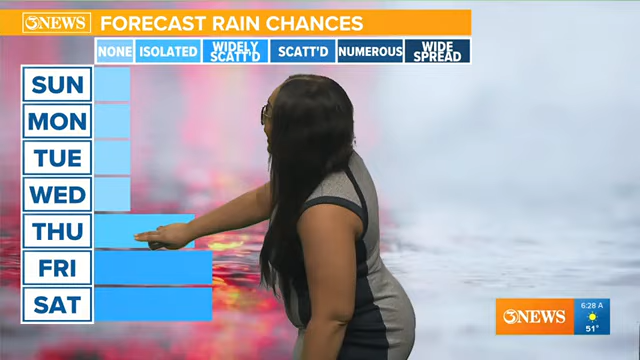 3NEWS FORECAST RAIN CHANCES
NONE ISOLATED WIDELY SCATT'D SCATT'D NUMEROUS WIDE SPREAD
SUN
MON
TUE
WED
THU
FRI
SAT
3NEWS 6:28 A
51°